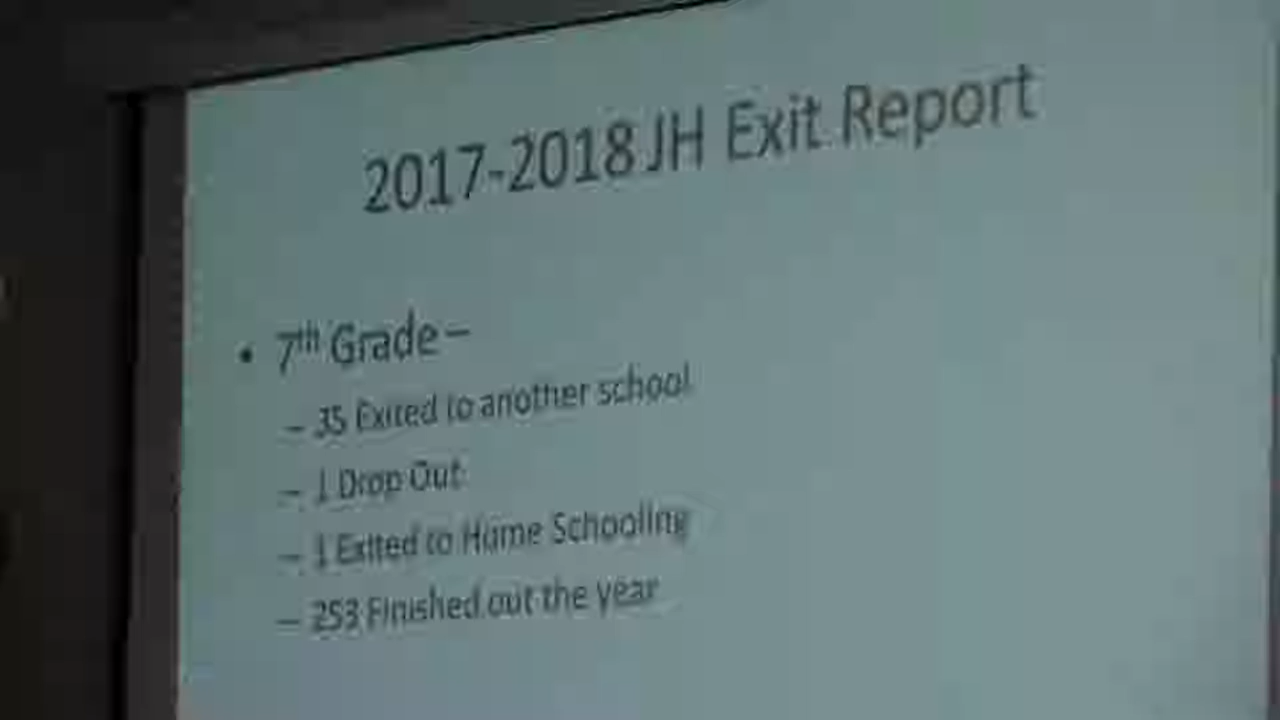 2017-2018 JH Exit Report
• 7th Grade –
– 35 Exited to another school
– 1 Drop Out
– 1 Exited to Home Schooling
– 253 Finished out the year